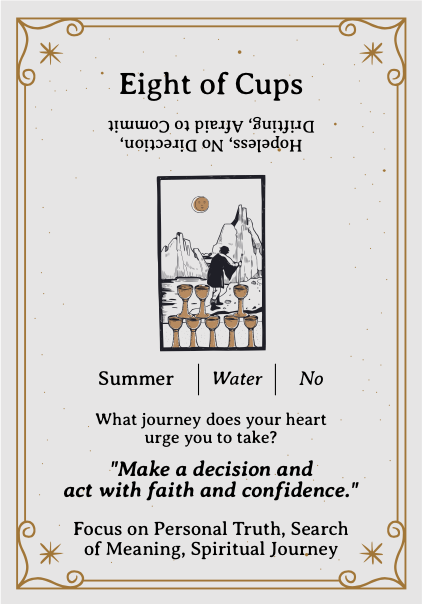 Eight of Cups
Hopeless, No Direction,
Drifting, Afraid to Commit
Summer | Water | No
What journey does your heart
urge you to take?
"Make a decision and
act with faith and confidence."
Focus on Personal Truth, Search
of Meaning, Spiritual Journey